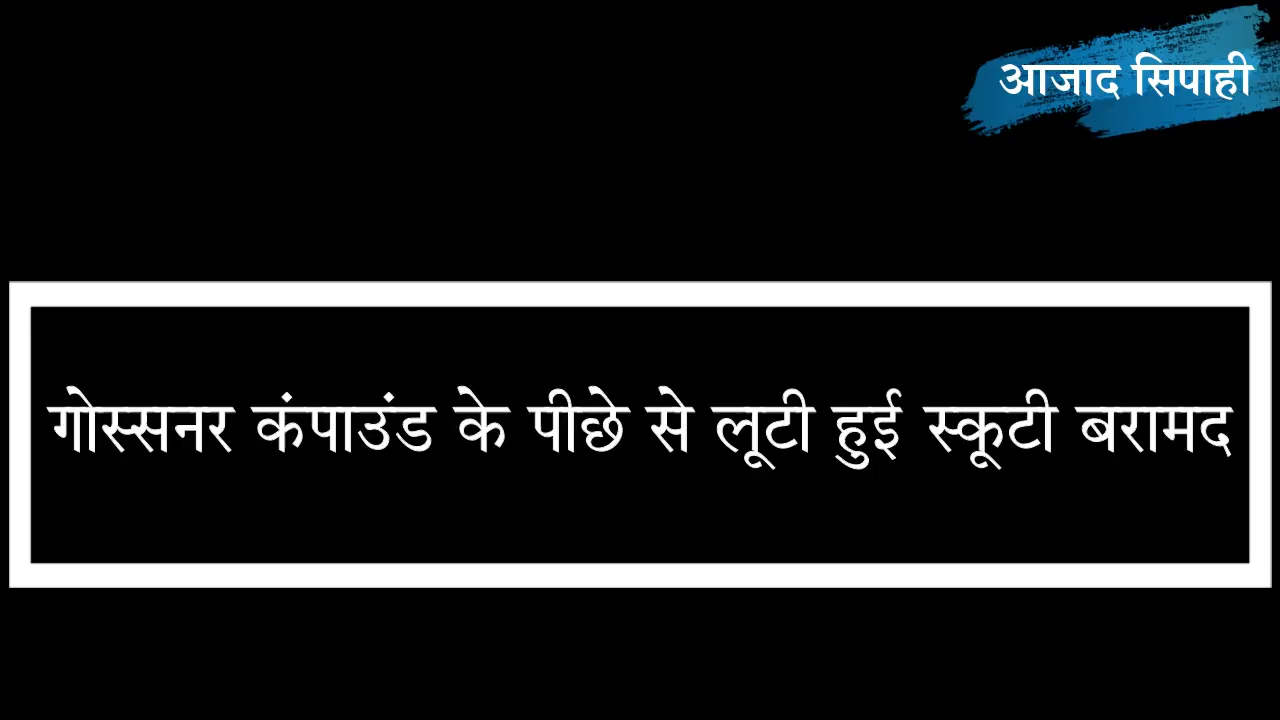 आजाद सिपाही
गोस्सनर कंपाउंड के पीछे से लूटी हुई स्कूटी बरामद